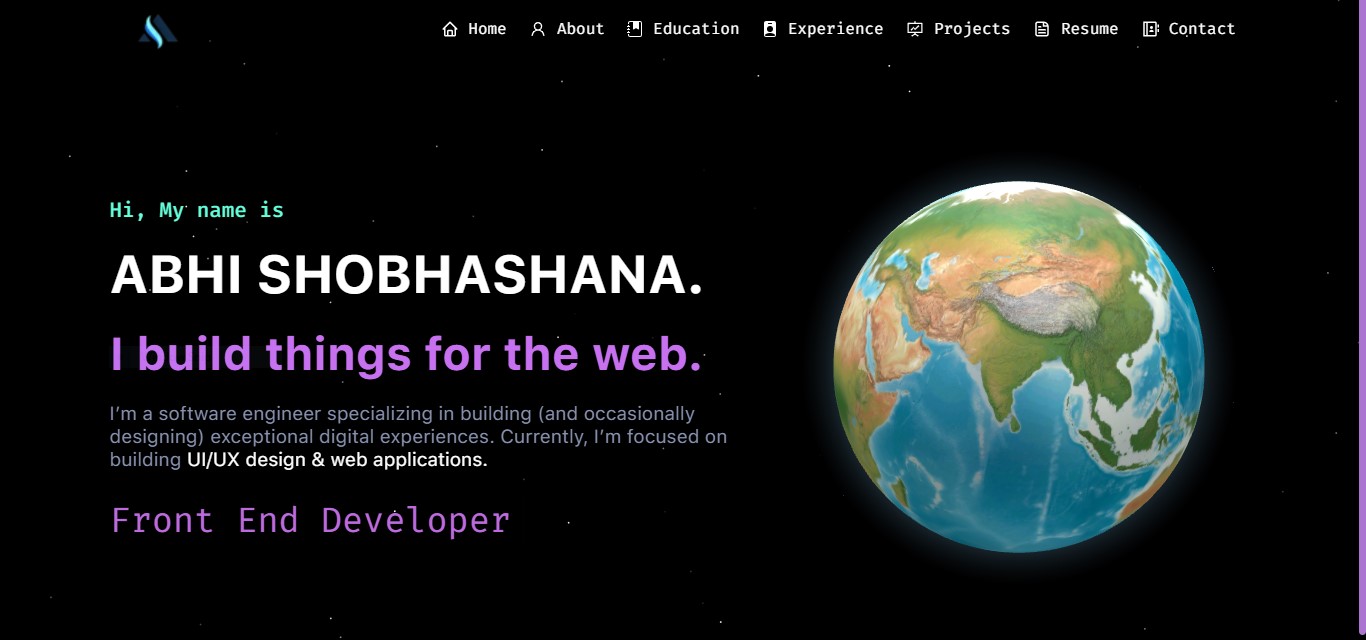 Home About Education Experience Projects Resume Contact
Hi, My name is
ABHI SHOBHASHANA.
I build things for the web.
I’m a software engineer specializing in building (and occasionally
designing) exceptional digital experiences. Currently, I’m focused on
building UI/UX design & web applications.
Front End Developer